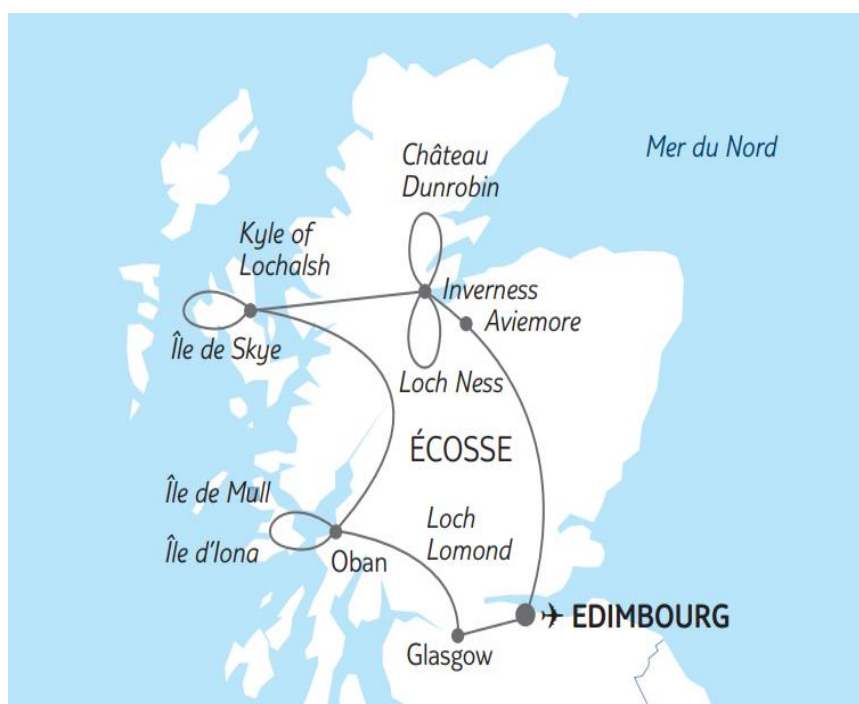 Mer du Nord
Château
Dunrobin
Kyle of
Lochalsh
Inverness
Aviemore
Île de Skye
Loch Ness
ÉCOSSE
Île de Mull
Loch
Lomond
Île d'Iona
Oban
EDIMBOURG
Glasgow